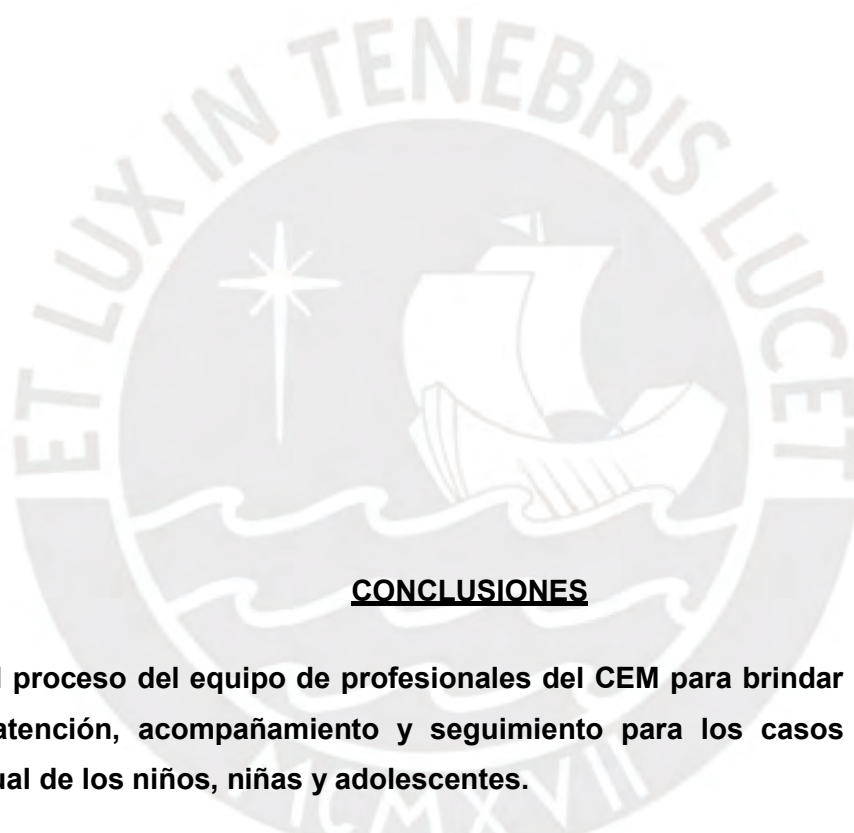 ET LUX IN TENEBRIS LUCET
CONCLUSIONES
proceso del equipo de profesionales del CEM para brindar
atención, acompañamiento y seguimiento para los casos
de los niños, niñas y adolescentes.
MCMXVII